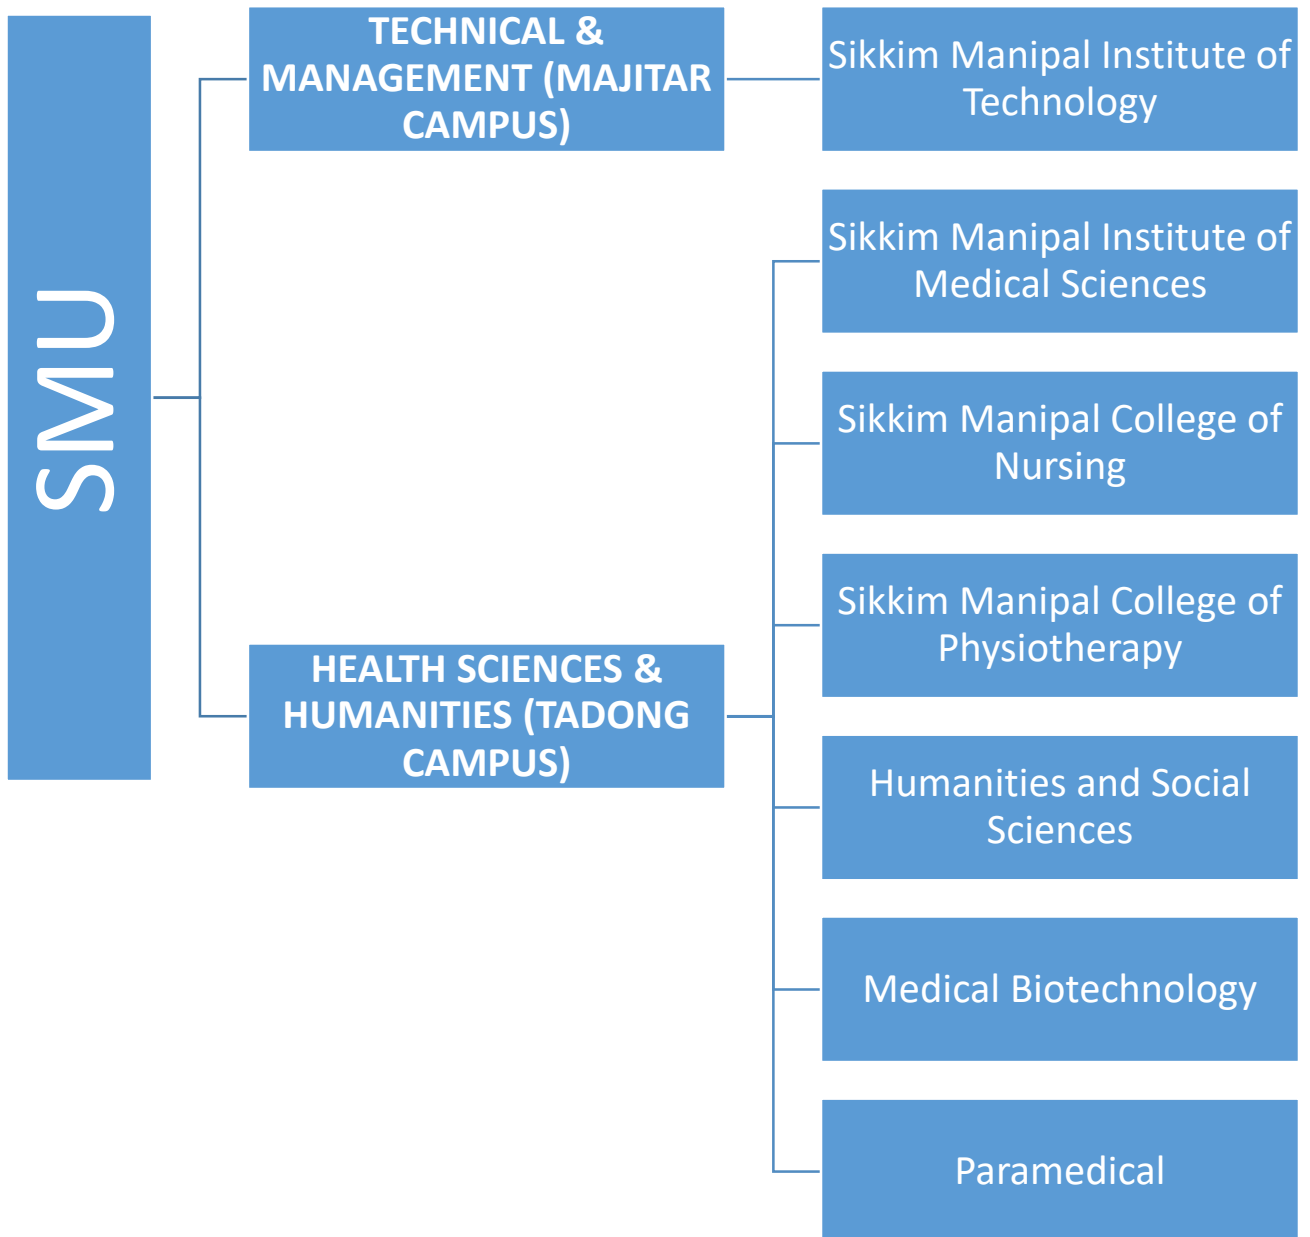 SMU
TECHNICAL &
MANAGEMENT (MAJITAR
CAMPUS)
Sikkim Manipal Institute of
Technology
Sikkim Manipal Institute of
Medical Sciences
Sikkim Manipal College of
Nursing
Sikkim Manipal College of
Physiotherapy
HEALTH SCIENCES &
HUMANITIES (TADONG
CAMPUS)
Humanities and Social
Sciences
Medical Biotechnology
Paramedical